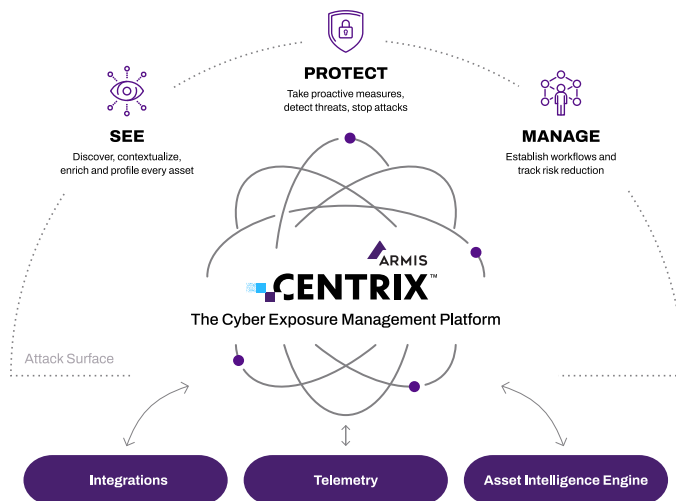 PROTECT
Take proactive measures,
detect threats, stop attacks
SEE
Discover, contextualize,
enrich and profile every asset
MANAGE
Establish workflows and
track risk reduction
ARMIS
CENTRIX™
The Cyber Exposure Management Platform
Attack Surface
Integrations
Telemetry
Asset Intelligence Engine